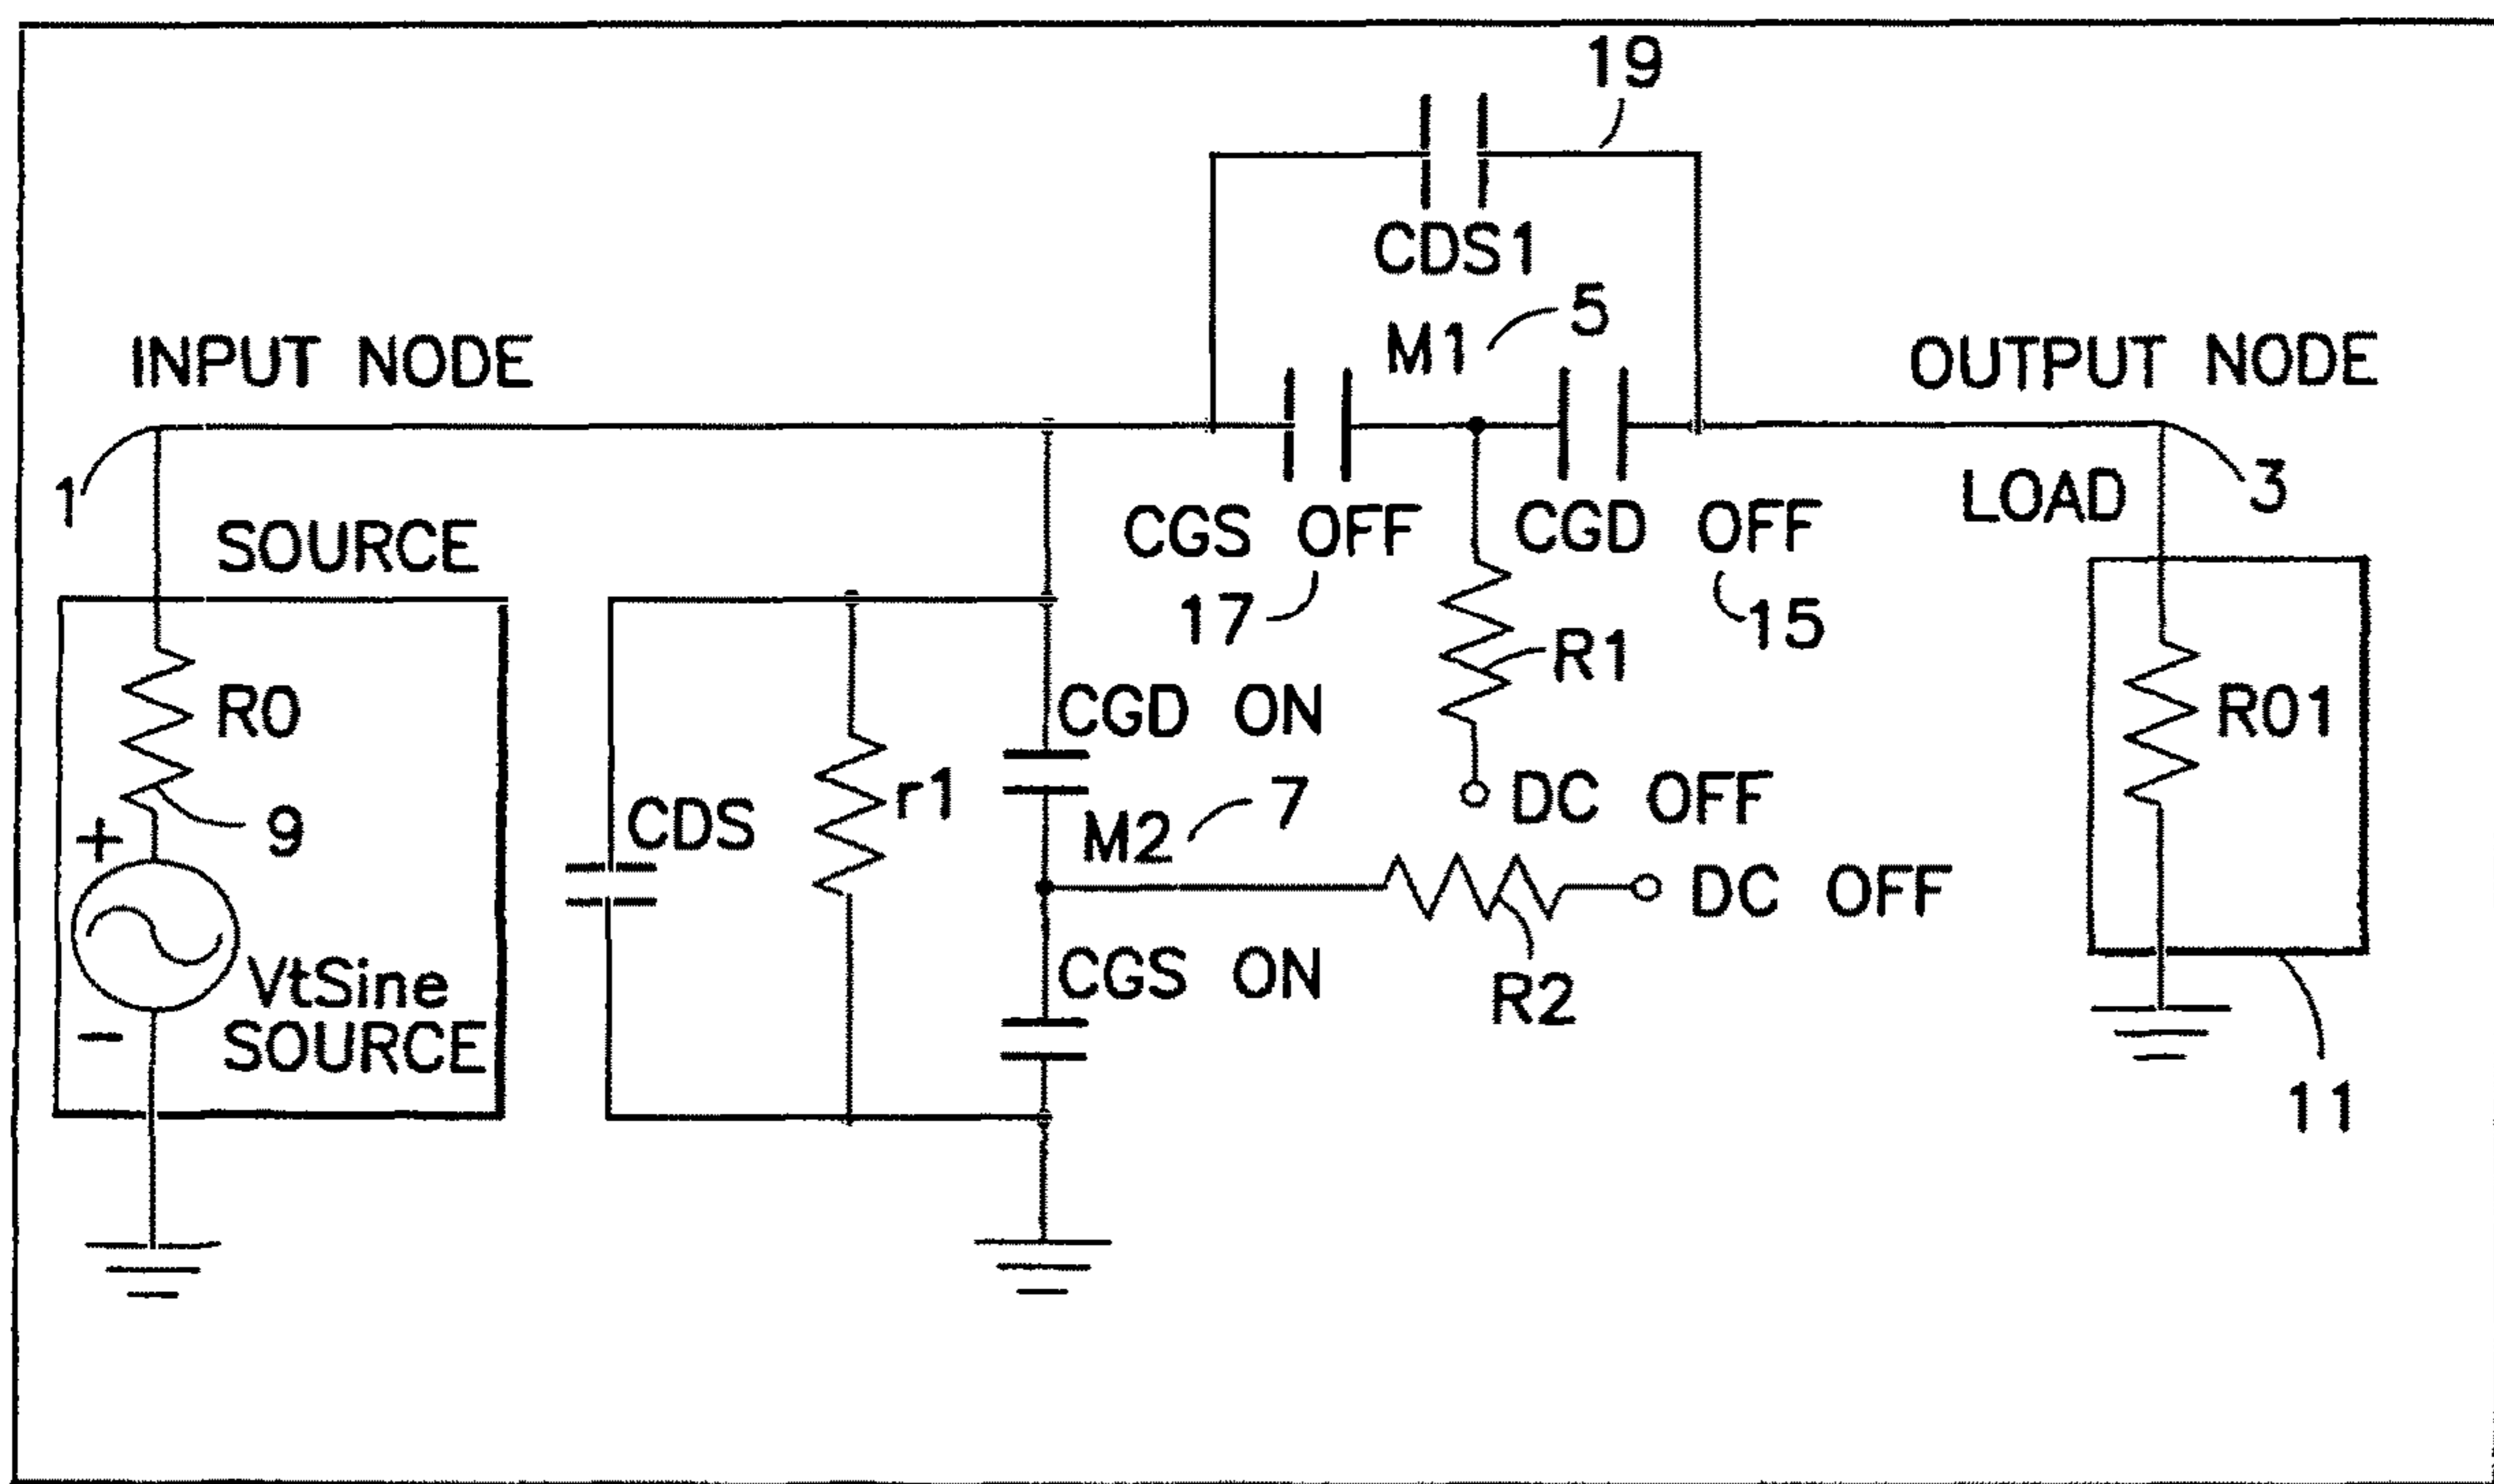 19
CDS1
M1 5
INPUT NODE
OUTPUT NODE
1
3
SOURCE
LOAD
CGS OFF
CGD OFF
17
15
R1
R0
CGD ON
R01
9
+
CDS
r1
M2 7
DC OFF
DC OFF
VtSine
SOURCE
-
CGS ON
R2
11